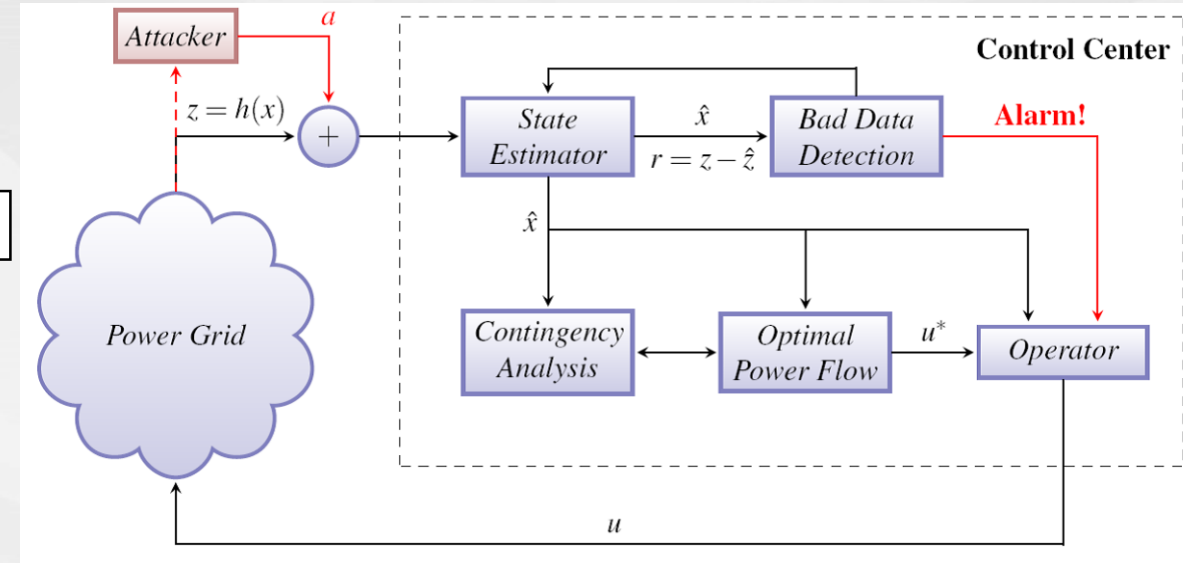 Attacker
a
Control Center
z = h(x)
+
State
Estimator
x̂
r = z − ẑ
Bad Data
Detection
Alarm!
x̂
Power Grid
Contingency
Analysis
Optimal
Power Flow
u*
Operator
u